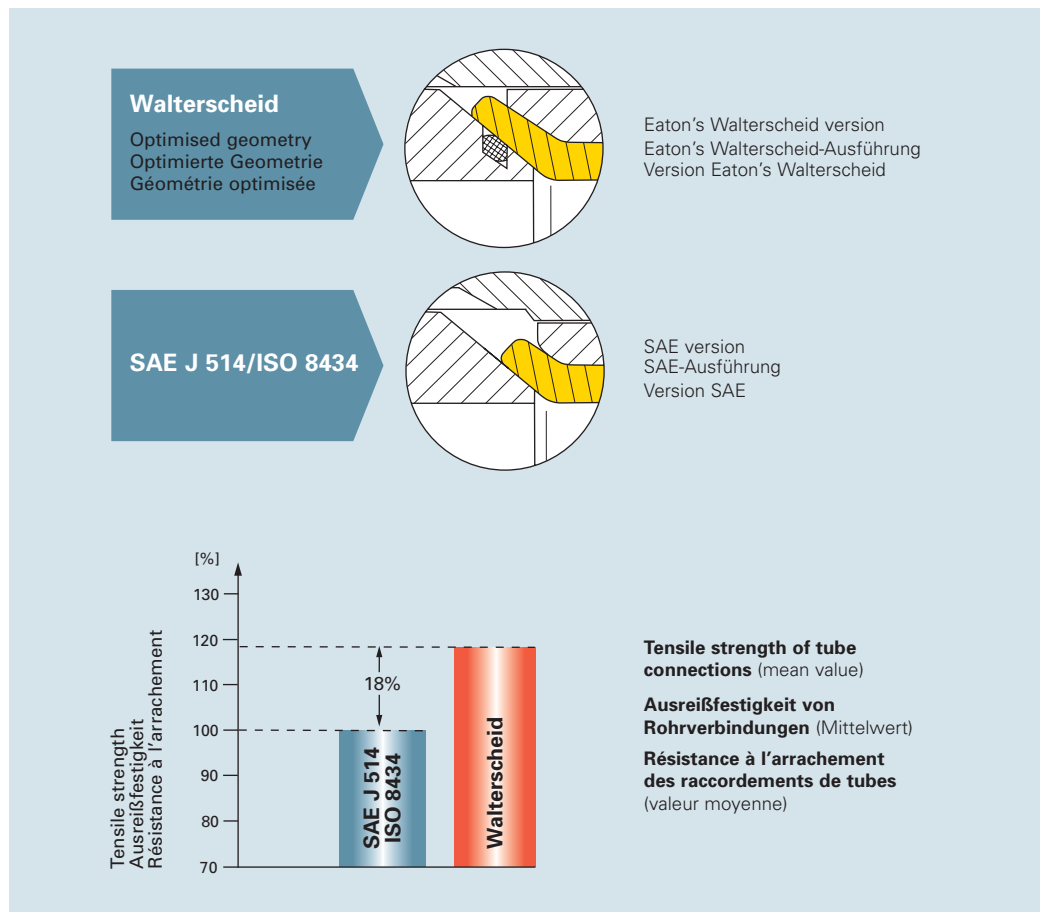 Walterscheid
Optimised geometry
Optimierte Geometrie
Géométrie optimisée
Eaton's Walterscheid version
Eaton's Walterscheid-Ausführung
Version Eaton's Walterscheid
SAE J 514/ISO 8434
SAE version
SAE-Ausführung
Version SAE
[%]
130
120
110
100
90
80
70
Tensile strength
Ausreißfestigkeit
Résistance à l'arrachement
18%
SAE J 514
ISO 8434
Walterscheid
Tensile strength of tube
connections (mean value)
Ausreißfestigkeit von
Rohrverbindungen (Mittelwert)
Résistance à l'arrachement
des raccordements de tubes
(valeur moyenne)